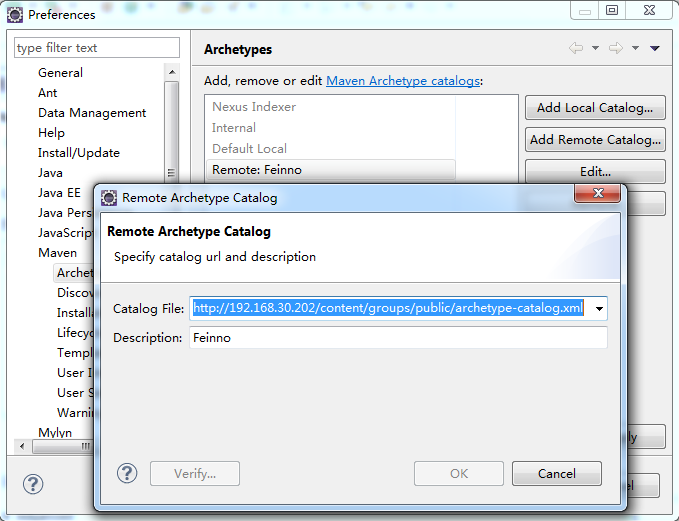 Preferences
type filter text
General
Ant
Data Management
Help
Install/Update
Java
Java EE
Java Pers
JavaScript
Maven
Archet
Discov
Installa
Lifecyc
Templ
User I
User S
Warnin
Mylyn
Archetypes
Add, remove or edit Maven Archetype catalogs:
Nexus Indexer
Internal
Default Local
Remote: Feinno
Add Local Catalog...
Add Remote Catalog...
Edit...
Remote Archetype Catalog
Remote Archetype Catalog
Specify catalog url and description
Catalog File: http://192.168.30.202/content/groups/public/archetype-catalog.xml
Description: Feinno
Verify...
OK
Cancel
ly
el